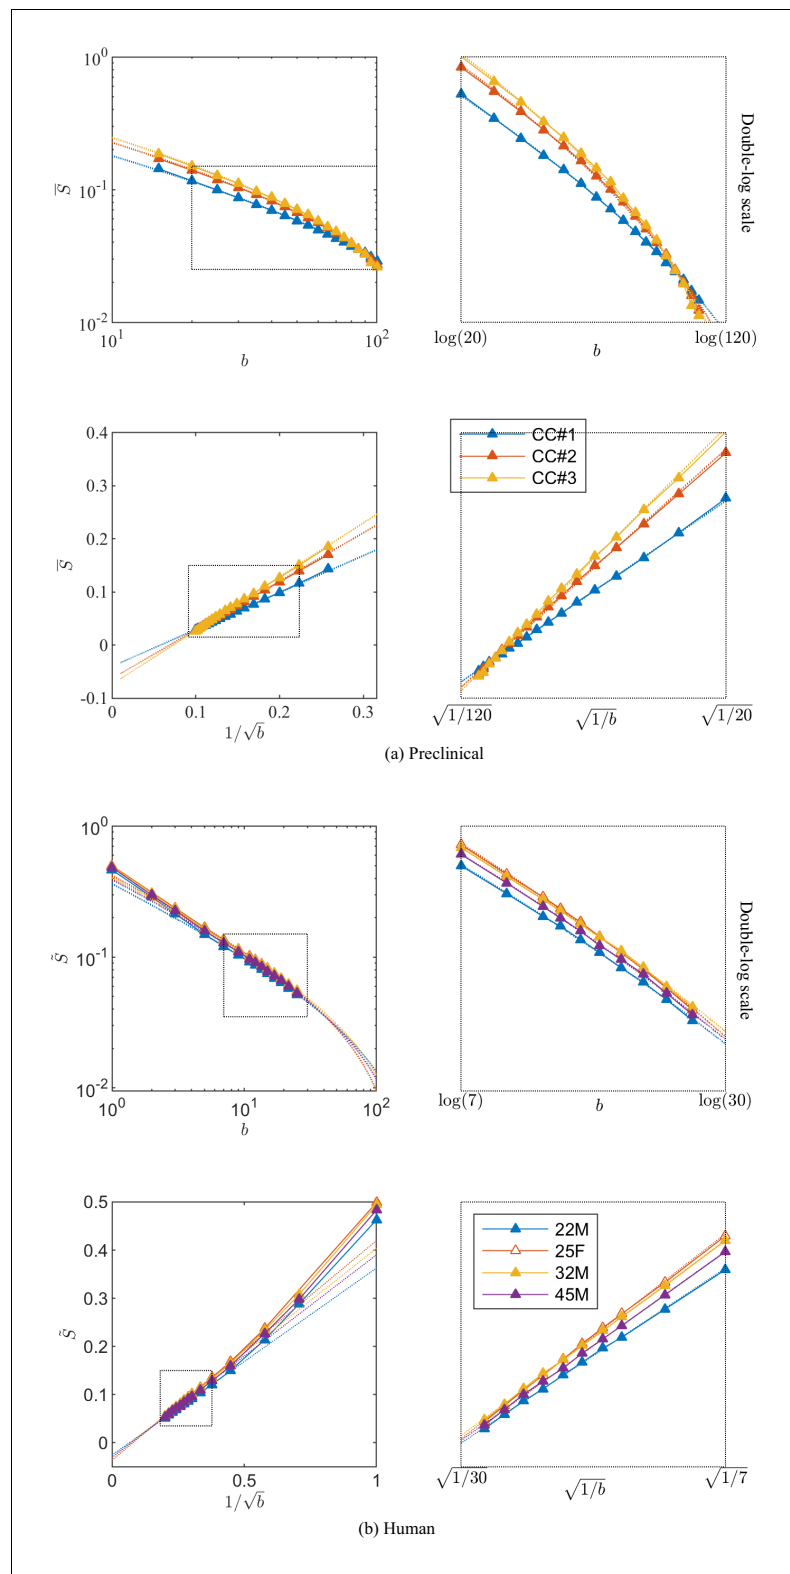 10^0
10^-1
10^-2
S̅
10^1
10^2
b
log(20)
log(120)
b
Double-log scale
0.4
0.3
0.2
0.1
0
-0.1
S̅
0
0.1
0.2
0.3
1/√b
CC#1
CC#2
CC#3
√1/120
√1/b
√1/20
(a) Preclinical
10^0
10^-1
10^-2
S̃
10^0
10^1
10^2
b
log(7)
log(30)
b
Double-log scale
0.5
0.4
0.3
0.2
0.1
0
S̃
0
0.5
1
1/√b
22M
25F
32M
45M
√1/30
√1/b
√1/7
(b) Human